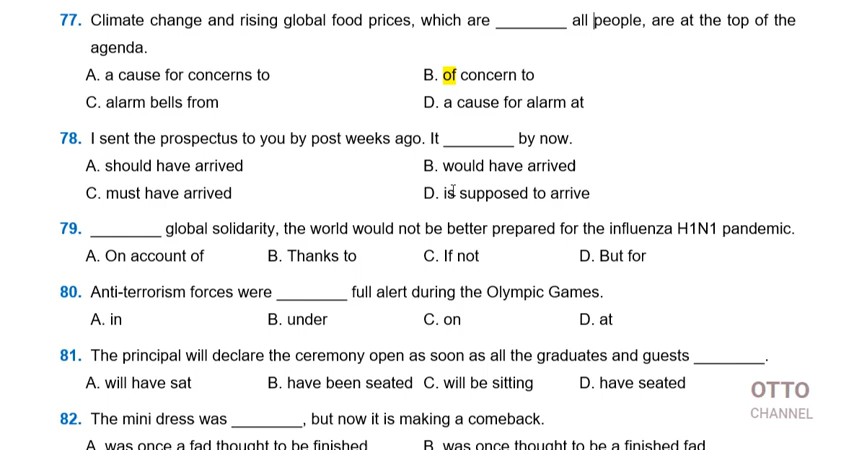 77. Climate change and rising global food prices, which are ________ all people, are at the top of the
agenda.
A. a cause for concerns to B. of concern to
C. alarm bells from D. a cause for alarm at
78. I sent the prospectus to you by post weeks ago. It ________ by now.
A. should have arrived B. would have arrived
C. must have arrived D. is supposed to arrive
79. ________ global solidarity, the world would not be better prepared for the influenza H1N1 pandemic.
A. On account of B. Thanks to C. If not D. But for
80. Anti-terrorism forces were ________ full alert during the Olympic Games.
A. in B. under C. on D. at
81. The principal will declare the ceremony open as soon as all the graduates and guests ________.
A. will have sat B. have been seated C. will be sitting D. have seated
OTTO
CHANNEL
82. The mini dress was ________, but now it is making a comeback.
A. was once a fad thought to be finished B. was once thought to be a finished fad